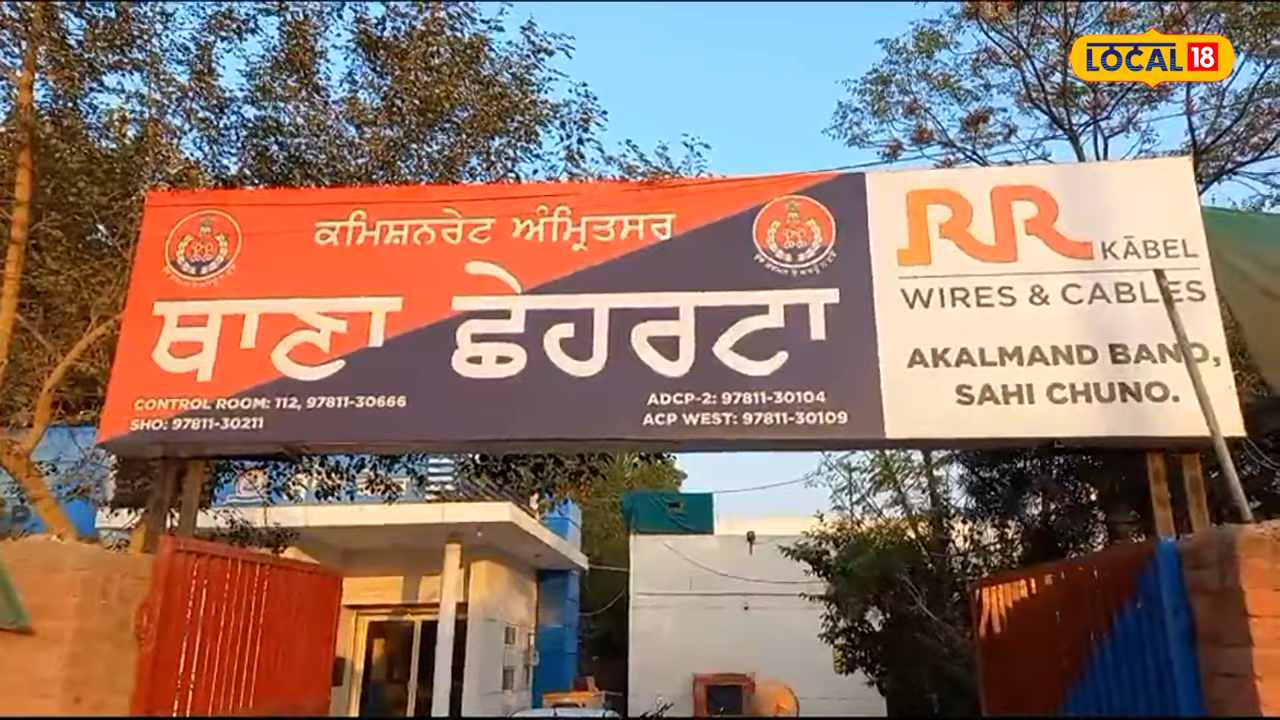 LOCAL 18
ਕਮਿਸ਼ਨਰੇਟ ਅੰਮ੍ਰਿਤਸਰ
ਥਾਣਾ ਛੇਹਰਟਾ
CONTROL ROOM: 112, 97811-30666
SHO: 97811-30211
ADCP-2: 97811-30104
ACP WEST: 97811-30109
RR KĀBEL
WIRES & CABLES
AKALMAND BANO,
SAHI CHUNO.